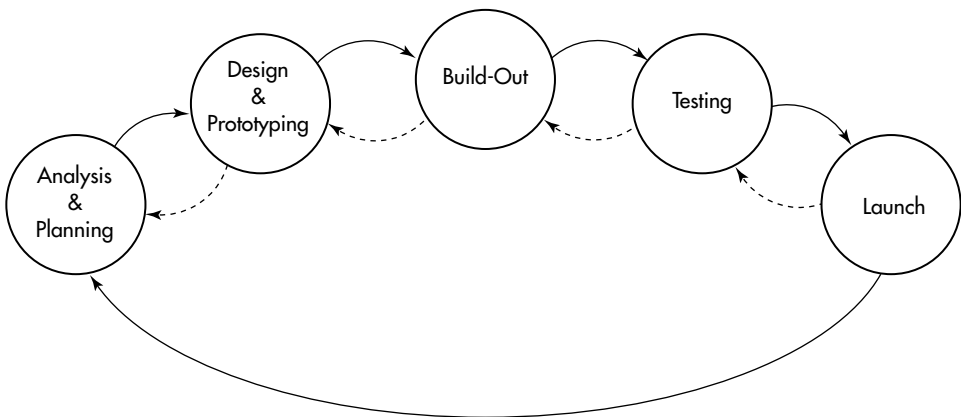 Analysis
&
Planning
Design
&
Prototyping
Build-Out
Testing
Launch